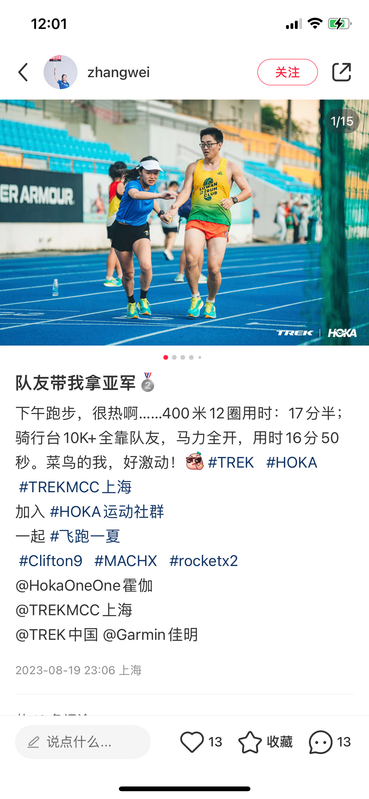 12:01
zhangwei
关注
1/15
ER ARMOUR.
RUN
CLUB
TREK
HOKA
队友带我拿亚军🥈
下午跑步，很热啊……400米12圈用时：17分半；
骑行台10K+全靠队友，马力全开，用时16分50
秒。菜鸟的我，好激动！ #TREK #HOKA
#TREKMCC上海
加入 #HOKA运动社群
一起 #飞跑一夏
#Clifton9 #MACHX #rocketx2
@HokaOneOne霍伽
@TREKMCC上海
@TREK中国 @Garmin佳明
2023-08-19 23:06 上海
说点什么...
13
收藏
13